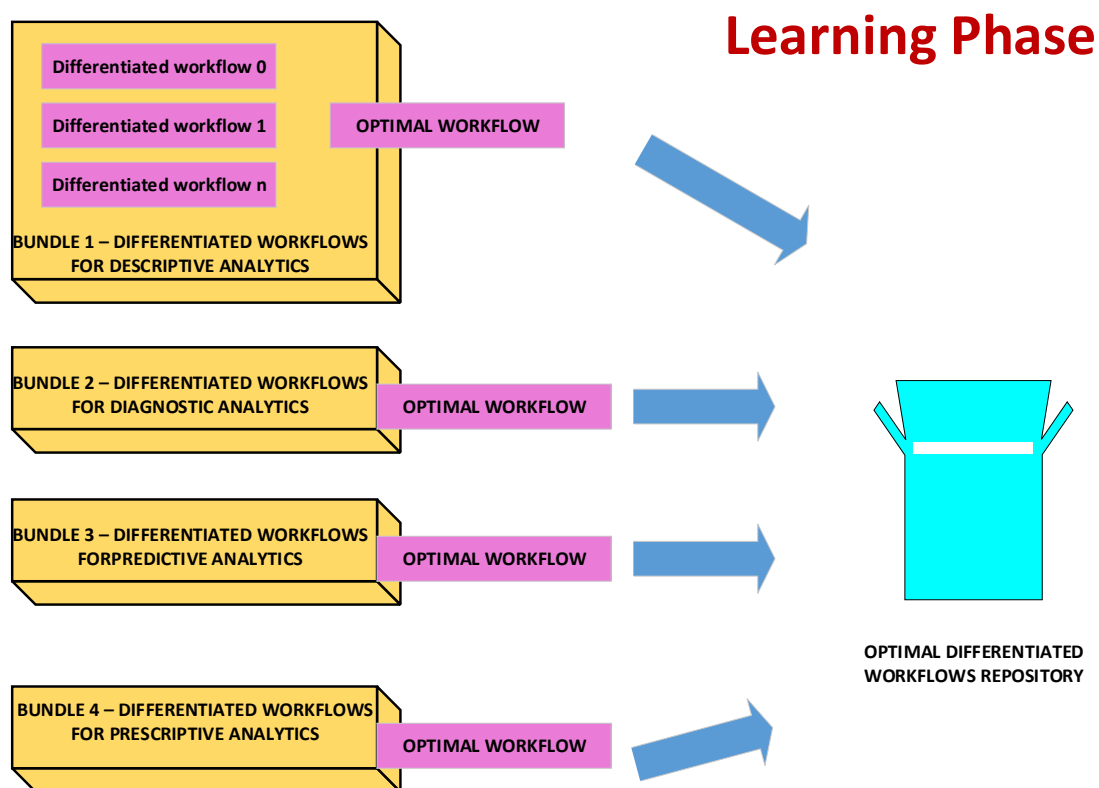 Learning Phase
Differentiated workflow 0
Differentiated workflow 1
OPTIMAL WORKFLOW
Differentiated workflow n
BUNDLE 1 – DIFFERENTIATED WORKFLOWS
FOR DESCRIPTIVE ANALYTICS
BUNDLE 2 – DIFFERENTIATED WORKFLOWS
FOR DIAGNOSTIC ANALYTICS
OPTIMAL WORKFLOW
BUNDLE 3 – DIFFERENTIATED WORKFLOWS
FORPREDICTIVE ANALYTICS
OPTIMAL WORKFLOW
OPTIMAL DIFFERENTIATED
WORKFLOWS REPOSITORY
BUNDLE 4 – DIFFERENTIATED WORKFLOWS
FOR PRESCRIPTIVE ANALYTICS
OPTIMAL WORKFLOW